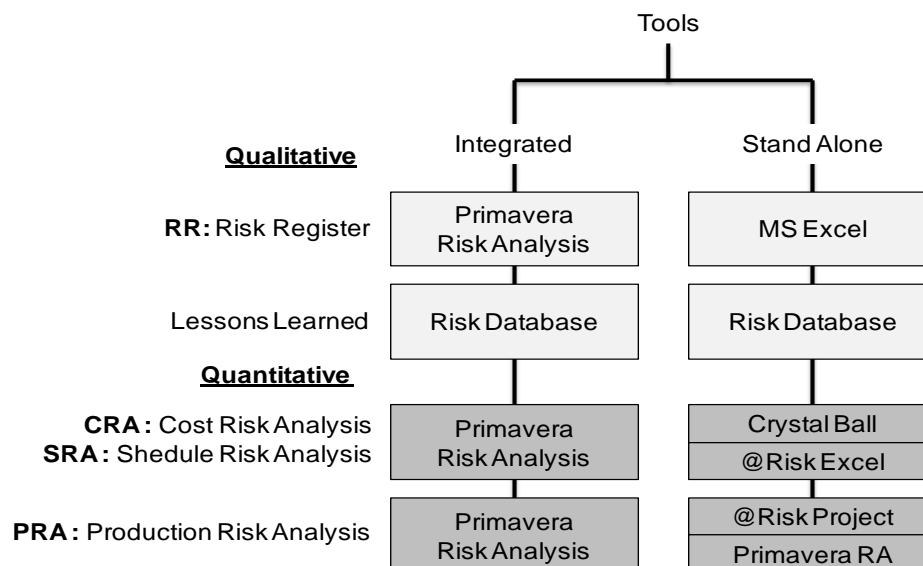 Tools
Integrated
Stand Alone
Qualitative
RR: Risk Register
Primavera
Risk Analysis
MS Excel
Lessons Learned
Risk Database
Risk Database
Quantitative
CRA: Cost Risk Analysis
SRA: Shedule Risk Analysis
Primavera
Risk Analysis
Crystal Ball
@Risk Excel
PRA: Production Risk Analysis
Primavera
Risk Analysis
@Risk Project
Primavera RA